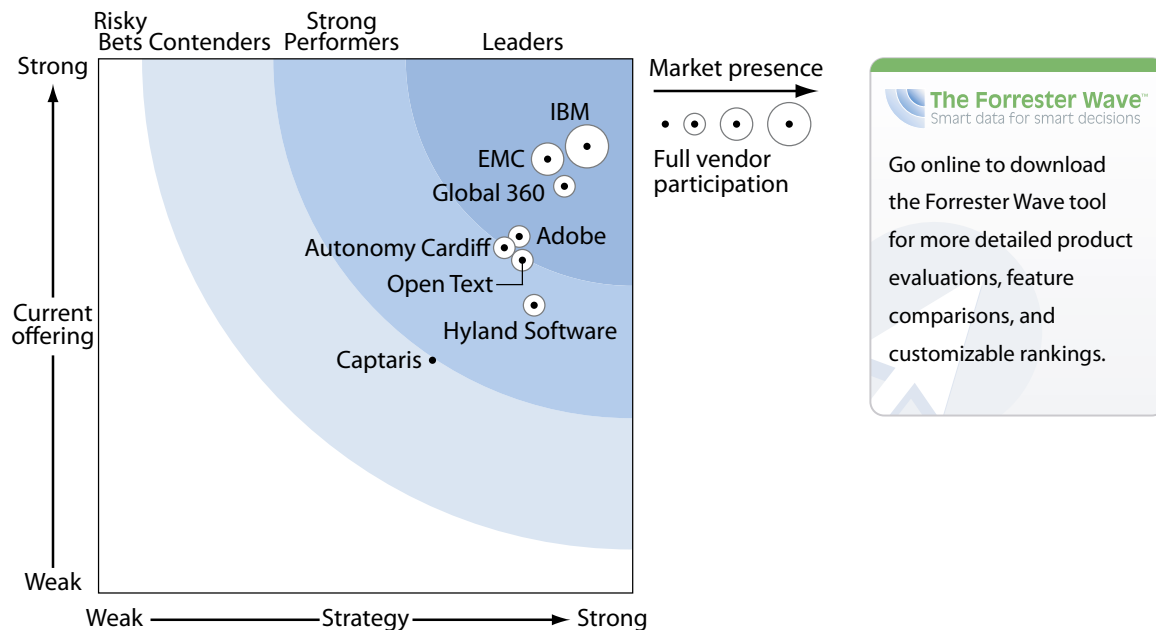 Risky
Bets
Contenders
Strong
Performers
Leaders
Strong
Current
offering
Weak
IBM
EMC
Global 360
Adobe
Autonomy Cardiff
Open Text
Hyland Software
Captaris
Weak
Strategy
Strong
Market presence
Full vendor
participation
The Forrester Wave™
Smart data for smart decisions
Go online to download
the Forrester Wave tool
for more detailed product
evaluations, feature
comparisons, and
customizable rankings.